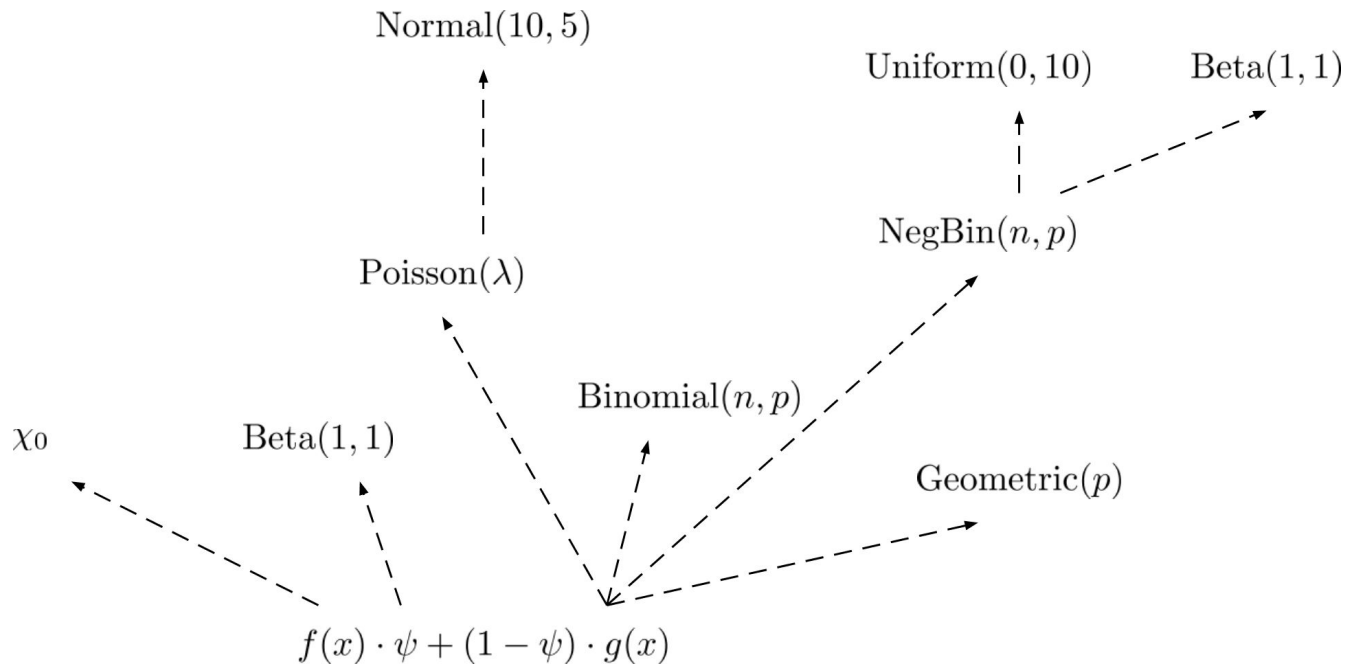 Normal(10, 5)
Uniform(0, 10)
Beta(1, 1)
NegBin(n, p)
Poisson(λ)
Binomial(n, p)
χ₀
Beta(1, 1)
Geometric(p)
f(x) · ψ + (1 − ψ) · g(x)